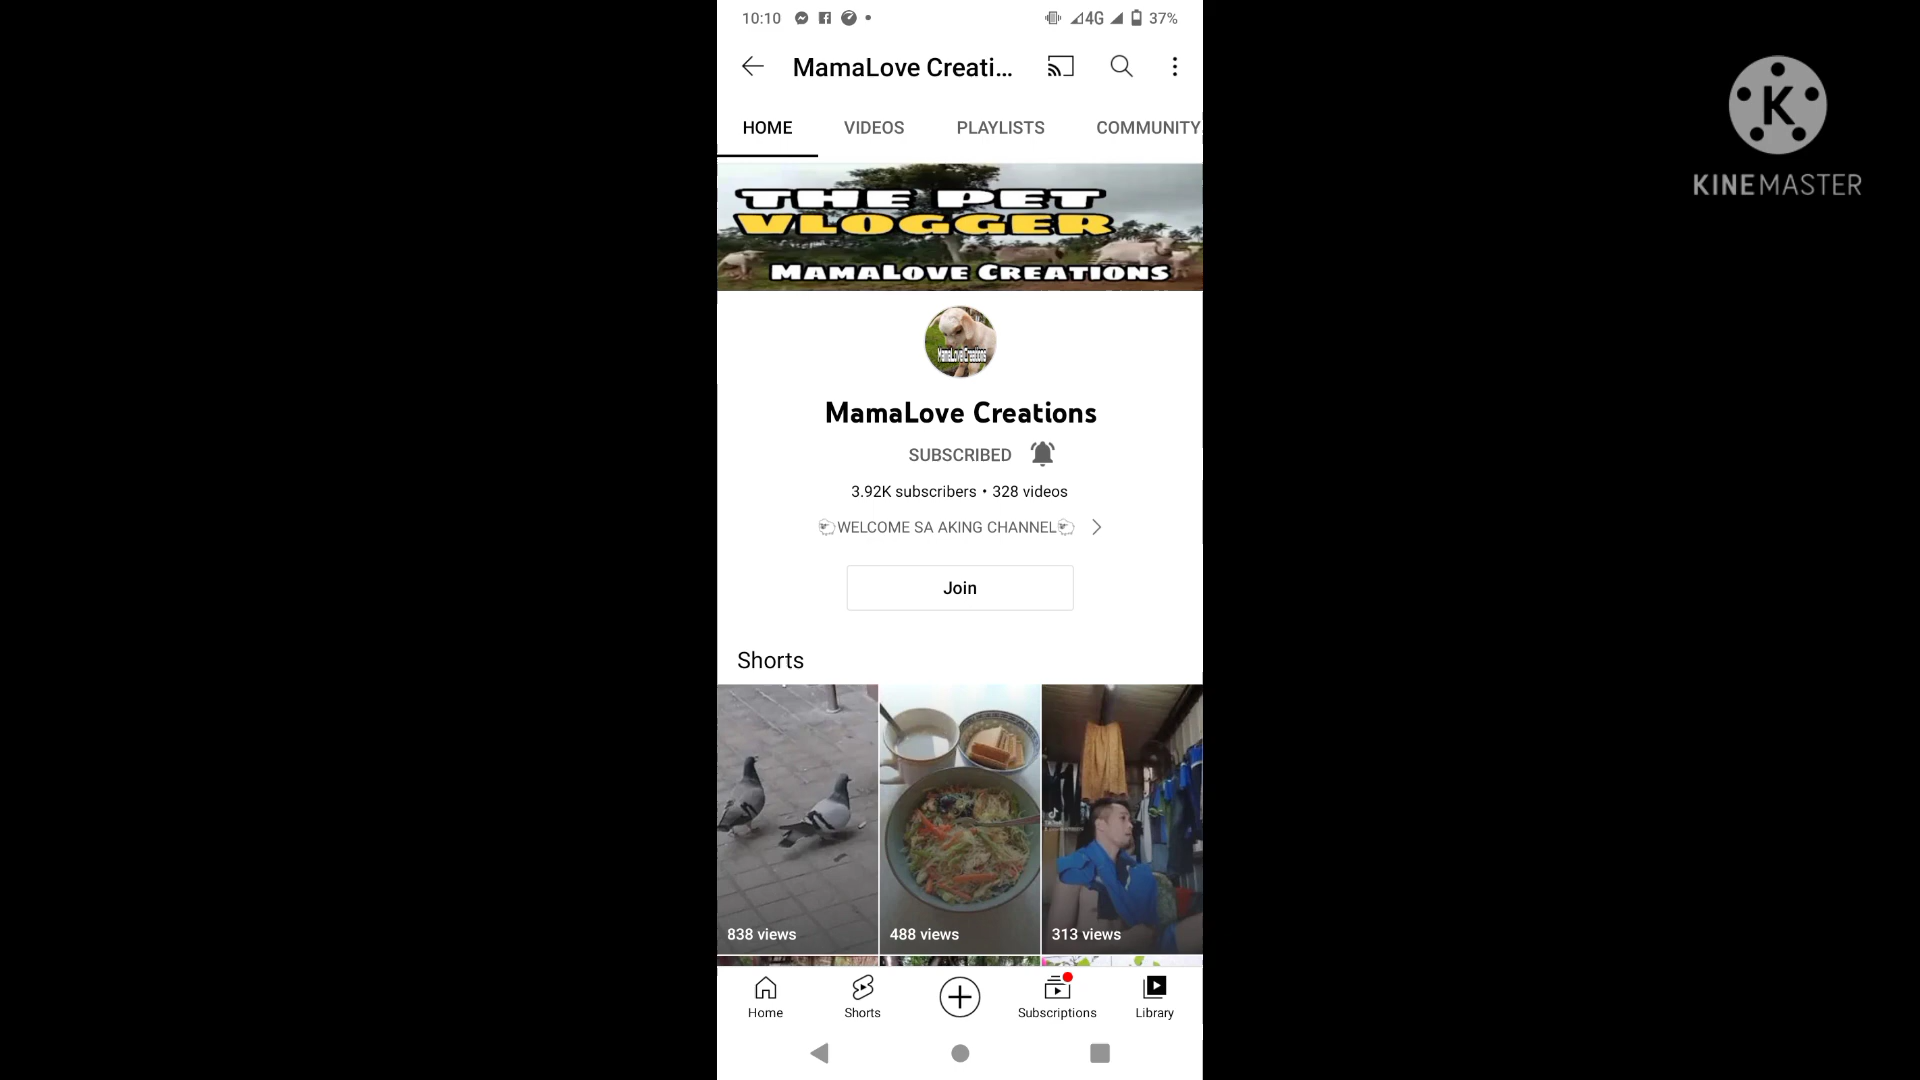 10:10 4G 37%
MamaLove Creati...
HOME VIDEOS PLAYLISTS COMMUNITY
THE PET
VLOGGER
MAMALOVE CREATIONS
MamaLove Creations
MamaLove Creations
SUBSCRIBED
3.92K subscribers • 328 videos
🐑WELCOME SA AKING CHANNEL🐑
Join
Shorts
838 views 488 views 313 views
Home Shorts Subscriptions Library
K
KINEMASTER